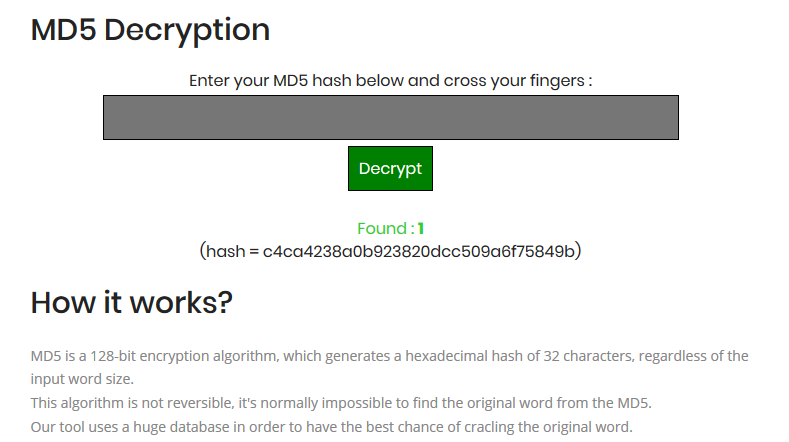 MD5 Decryption
Enter your MD5 hash below and cross your fingers :
Decrypt
Found : 1
(hash = c4ca4238a0b923820dcc509a6f75849b)
How it works?
MD5 is a 128-bit encryption algorithm, which generates a hexadecimal hash of 32 characters, regardless of the
input word size.
This algorithm is not reversible, it's normally impossible to find the original word from the MD5.
Our tool uses a huge database in order to have the best chance of cracling the original word.